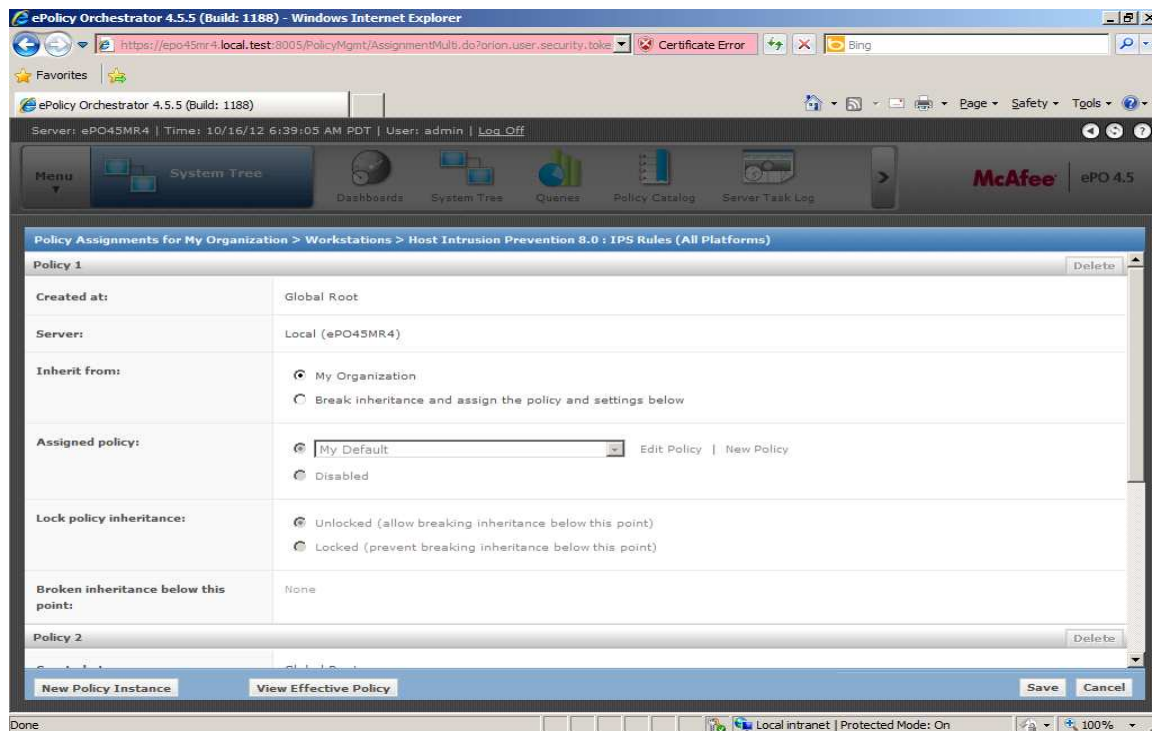 ePolicy Orchestrator 4.5.5 (Build: 1188) - Windows Internet Explorer
https://epo45mr4.local.test:8005/PolicyMgmt/AssignmentMulti.do?orion.user.security.toke
Certificate Error
Bing
Favorites
ePolicy Orchestrator 4.5.5 (Build: 1188)
Page
Safety
Tools
Server: ePO45MR4 | Time: 10/16/12 6:39:05 AM PDT | User: admin | Log Off
Menu
System Tree
Dashboards
System Tree
Queries
Policy Catalog
Server Task Log
McAfee
ePO 4.5
Policy Assignments for My Organization > Workstations > Host Intrusion Prevention 8.0 : IPS Rules (All Platforms)
Policy 1
Delete
Created at:
Global Root
Server:
Local (ePO45MR4)
Inherit from:
My Organization
Break inheritance and assign the policy and settings below
Assigned policy:
My Default
Edit Policy | New Policy
Disabled
Lock policy inheritance:
Unlocked (allow breaking inheritance below this point)
Locked (prevent breaking inheritance below this point)
Broken inheritance below this
point:
None
Policy 2
Delete
New Policy Instance
View Effective Policy
Save
Cancel
Done
Local intranet | Protected Mode: On
100%